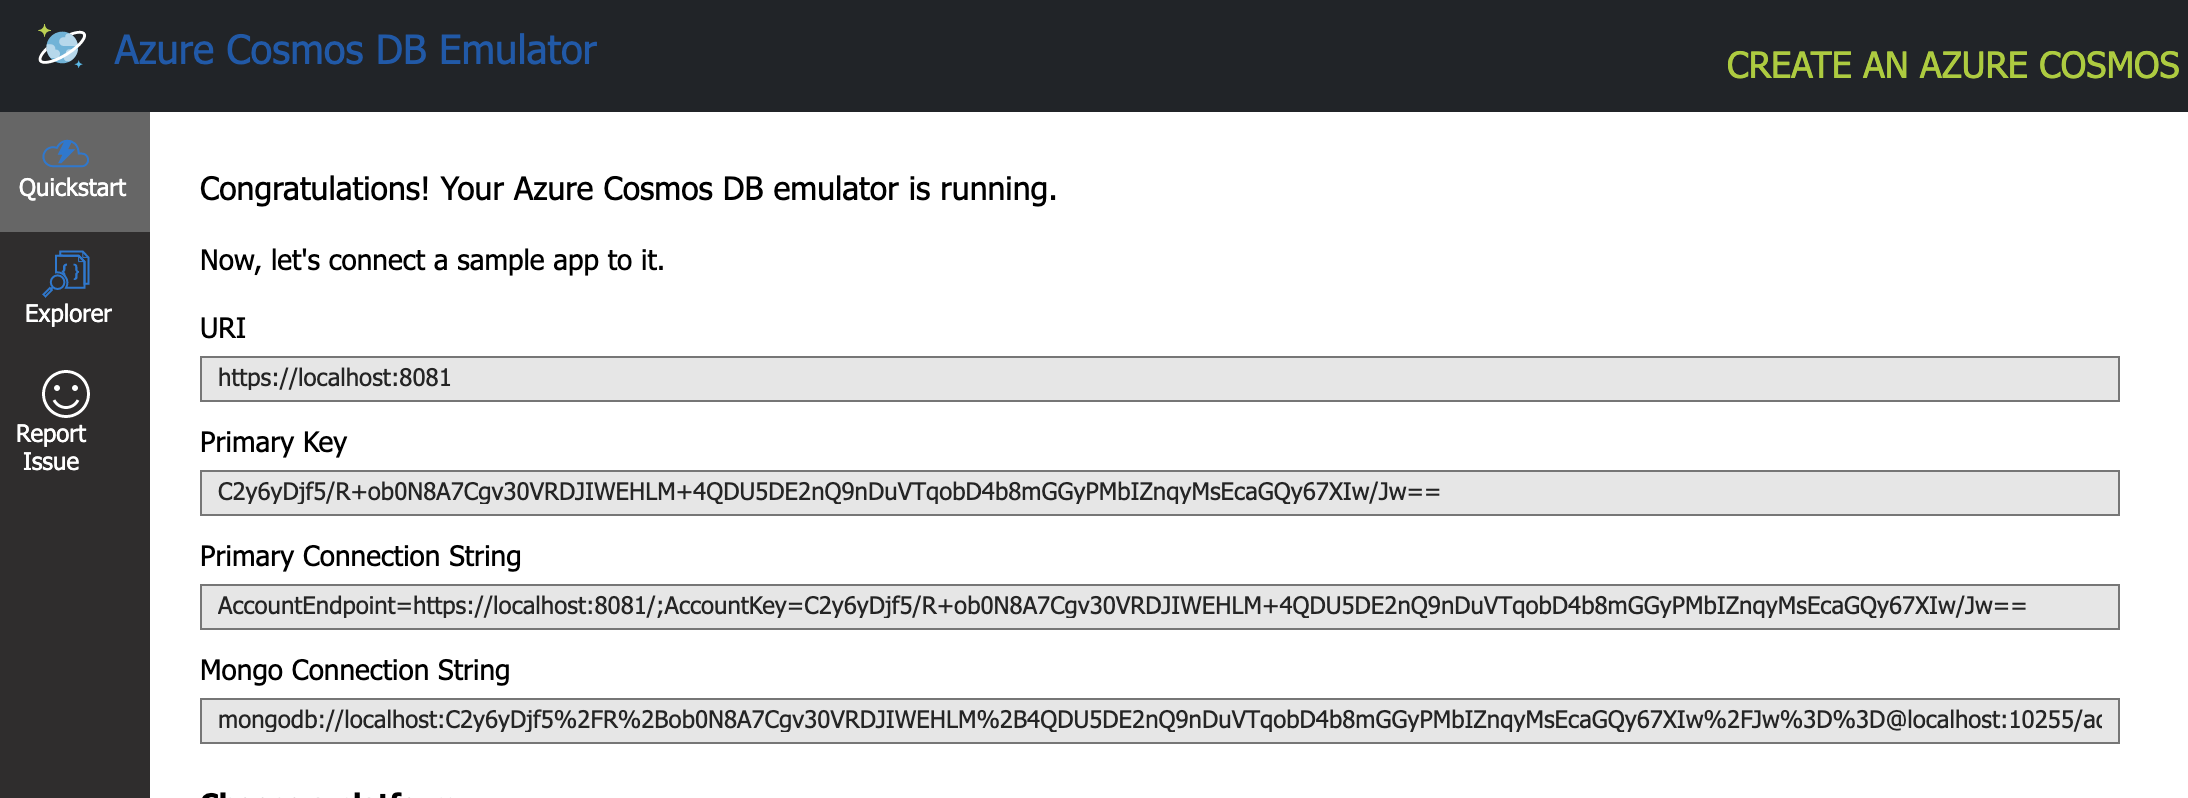 Azure Cosmos DB Emulator
CREATE AN AZURE COSMOS
Quickstart
Explorer
Report
Issue
Congratulations! Your Azure Cosmos DB emulator is running.
Now, let's connect a sample app to it.
URI
https://localhost:8081
Primary Key
C2y6yDjf5/R+ob0N8A7Cgv30VRDJIWEHLM+4QDU5DE2nQ9nDuVTqobD4b8mGGyPMbIZnqyMsEcaGQy67XIw/Jw==
Primary Connection String
AccountEndpoint=https://localhost:8081/;AccountKey=C2y6yDjf5/R+ob0N8A7Cgv30VRDJIWEHLM+4QDU5DE2nQ9nDuVTqobD4b8mGGyPMbIZnqyMsEcaGQy67XIw/Jw==
Mongo Connection String
mongodb://localhost:C2y6yDjf5%2FR%2Bob0N8A7Cgv30VRDJIWEHLM%2B4QDU5DE2nQ9nDuVTqobD4b8mGGyPMbIZnqyMsEcaGQy67XIw%2FJw%3D%3D@localhost:10255/ac